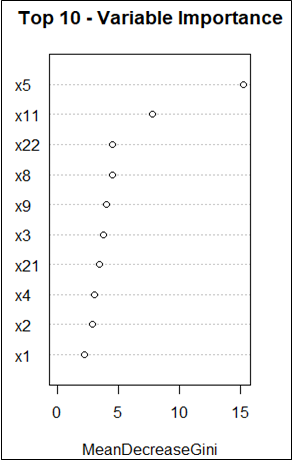 Top 10 - Variable Importance
x5
x11
x22
x8
x9
x3
x21
x4
x2
x1
0 5 10 15
MeanDecreaseGini